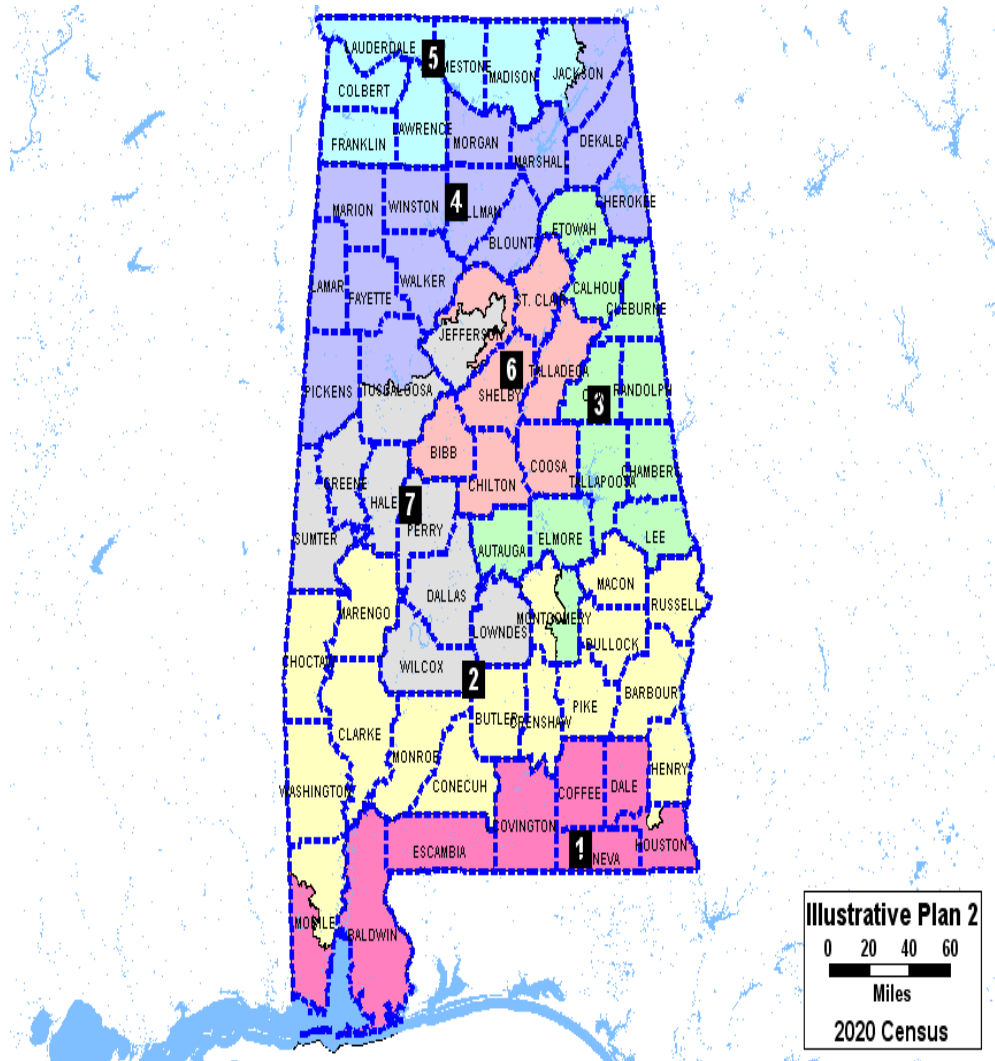 LAUDERDALE
5
MESTONE
MADISON
JACKSON
COLBERT
LAWRENCE
FRANKLIN
MORGAN
DEKALB
MARSHALL
MARION
WINSTON
4
LLMAN
CHEROKEE
ETOWAH
BLOUNT
LAMAR
FAYETTE
WALKER
ST. CLAIR
CALHOUN
CLEBURNE
JEFFERSON
PICKENS
TUSCALOOSA
6
SHELBY
TALLADEGA
RANDOLPH
3
BIBB
COOSA
CHILTON
CHAMBERS
TALLAPOOSA
GREENE
HALE
7
PERRY
SUMTER
AUTAUGA
ELMORE
LEE
MACON
DALLAS
RUSSELL
MARENGO
MONTGOMERY
LOWNDES
BULLOCK
CHOCTAW
WILCOX
2
BARBOUR
PIKE
BUTLER
CRENSHAW
CLARKE
MONROE
HENRY
CONECUH
WASHINGTON
COFFEE
DALE
COVINGTON
HOUSTON
ESCAMBIA
1
NEVA
MOBILE
BALDWIN
Illustrative Plan 2
0 20 40 60
Miles
2020 Census